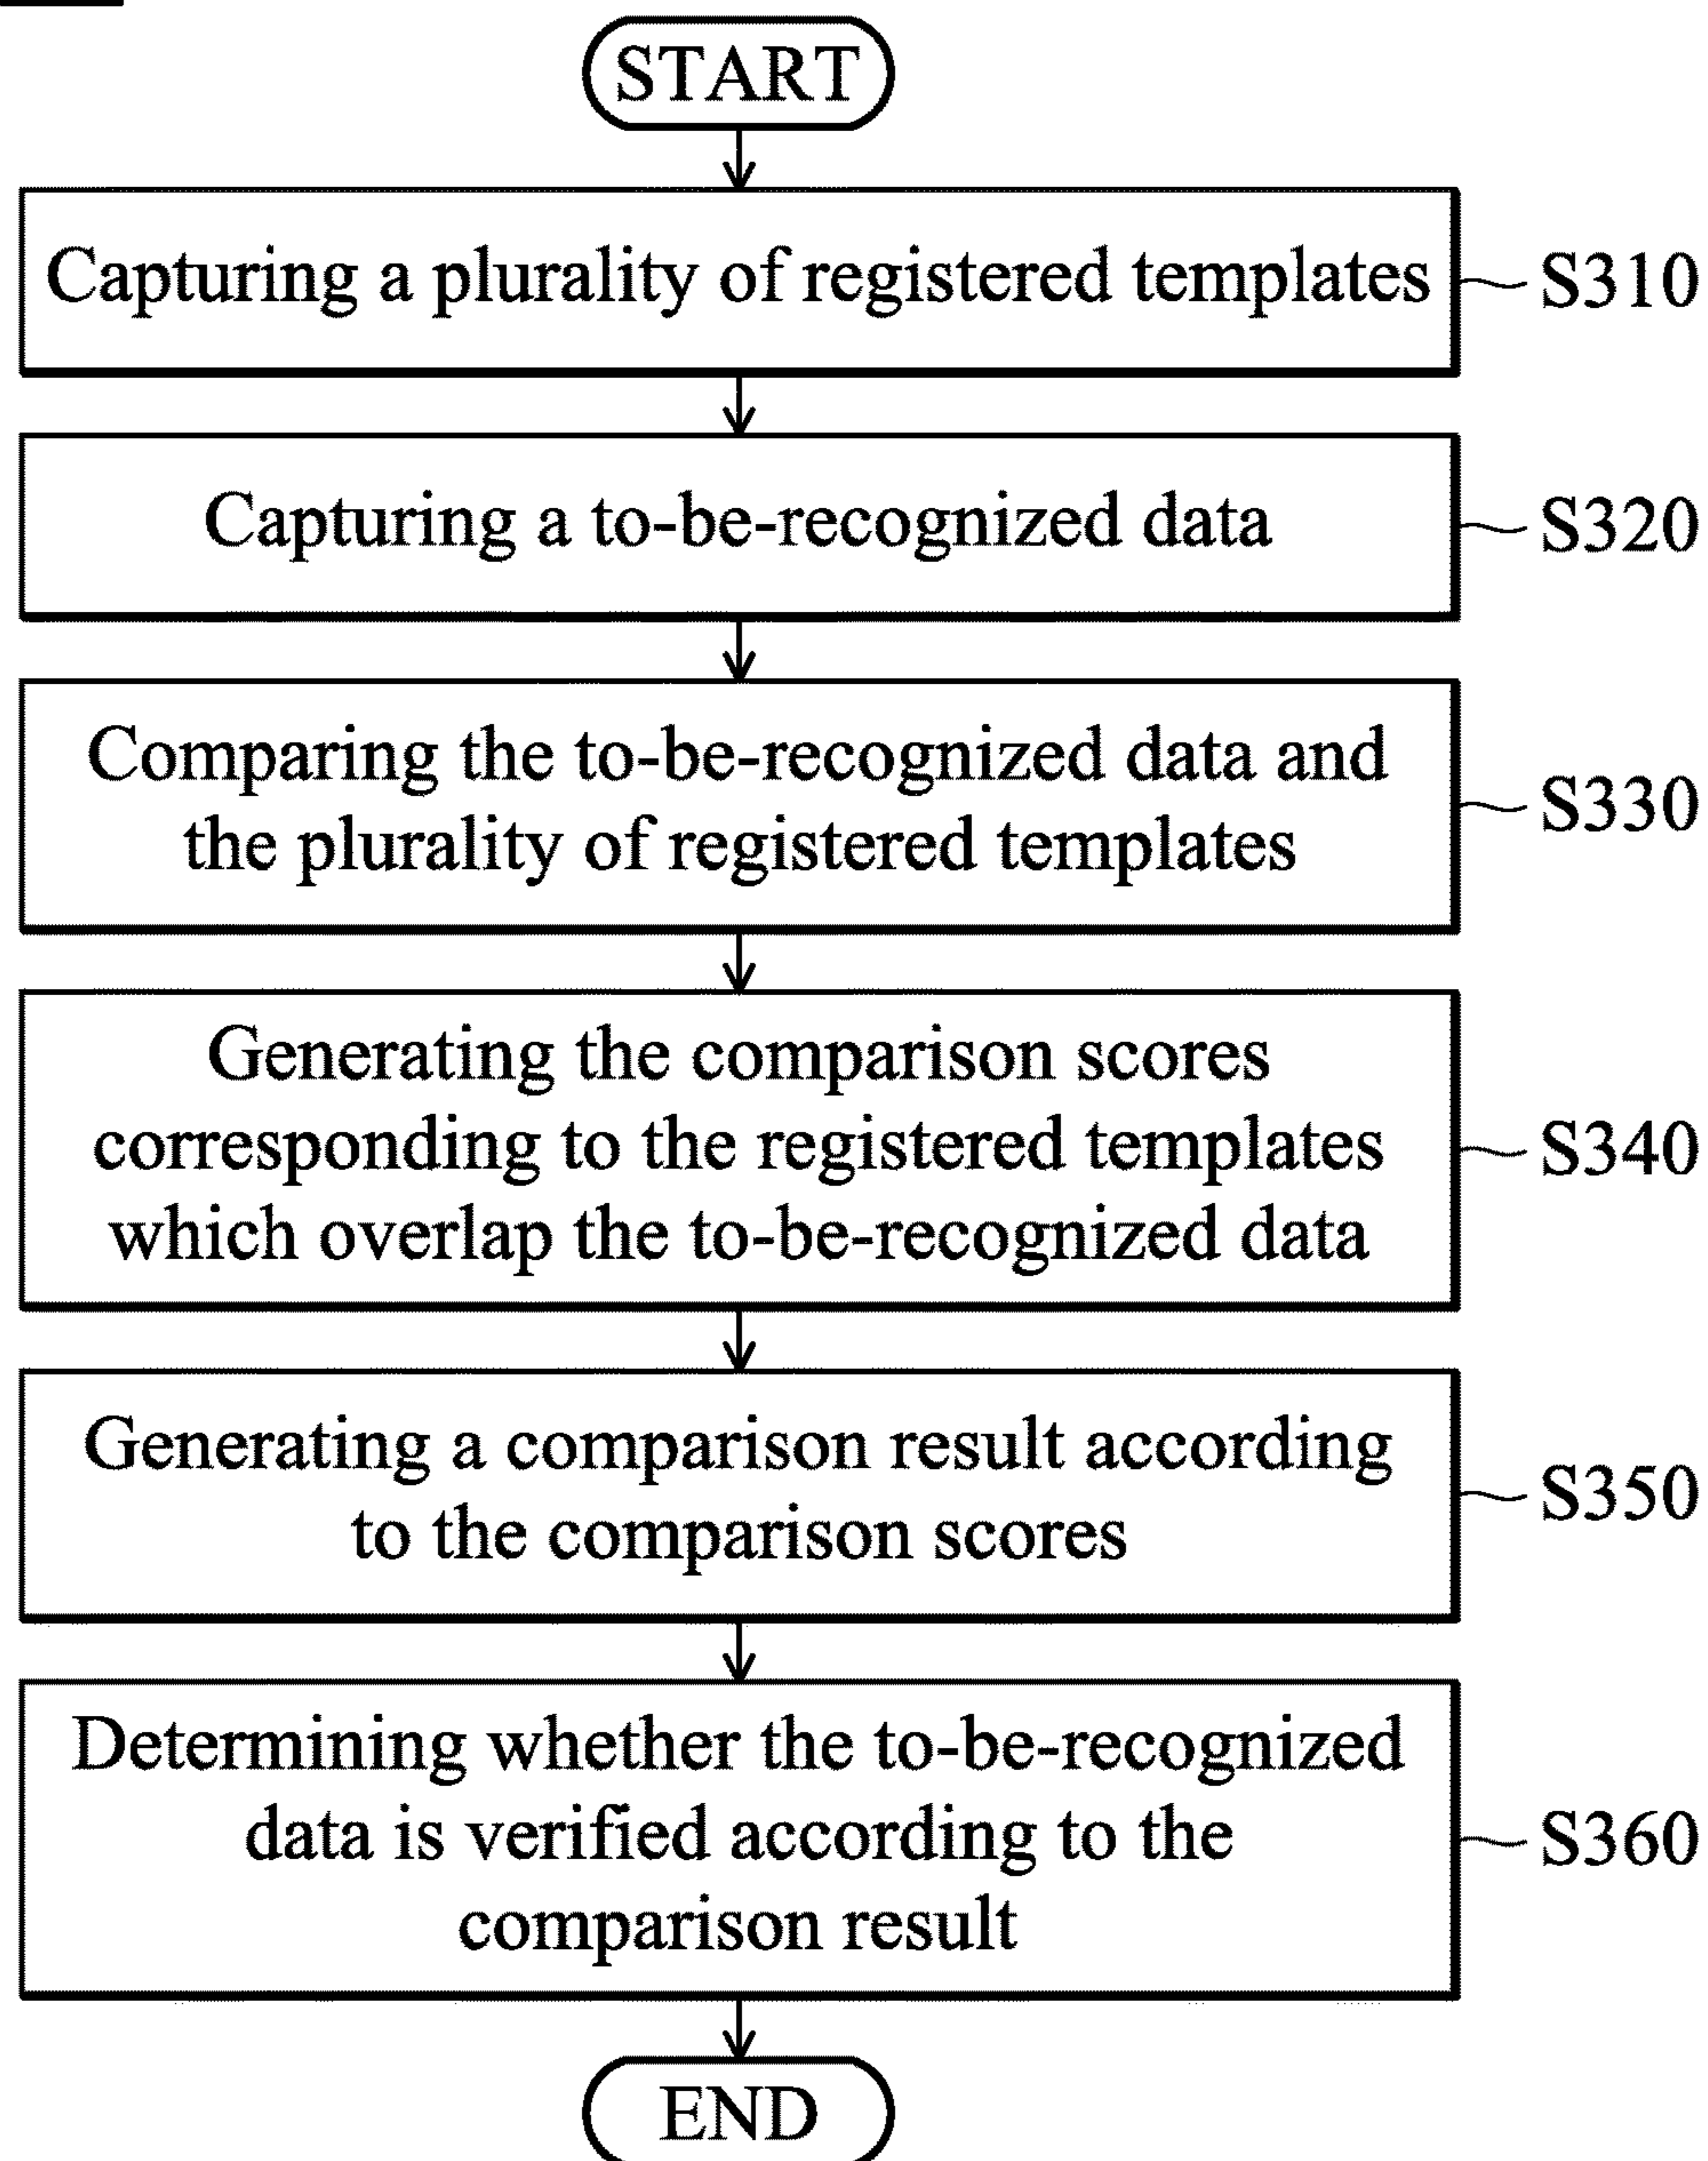 START
Capturing a plurality of registered templates
S310
Capturing a to-be-recognized data
S320
Comparing the to-be-recognized data and
the plurality of registered templates
S330
Generating the comparison scores
corresponding to the registered templates
which overlap the to-be-recognized data
S340
Generating a comparison result according
to the comparison scores
S350
Determining whether the to-be-recognized
data is verified according to the
comparison result
S360
END